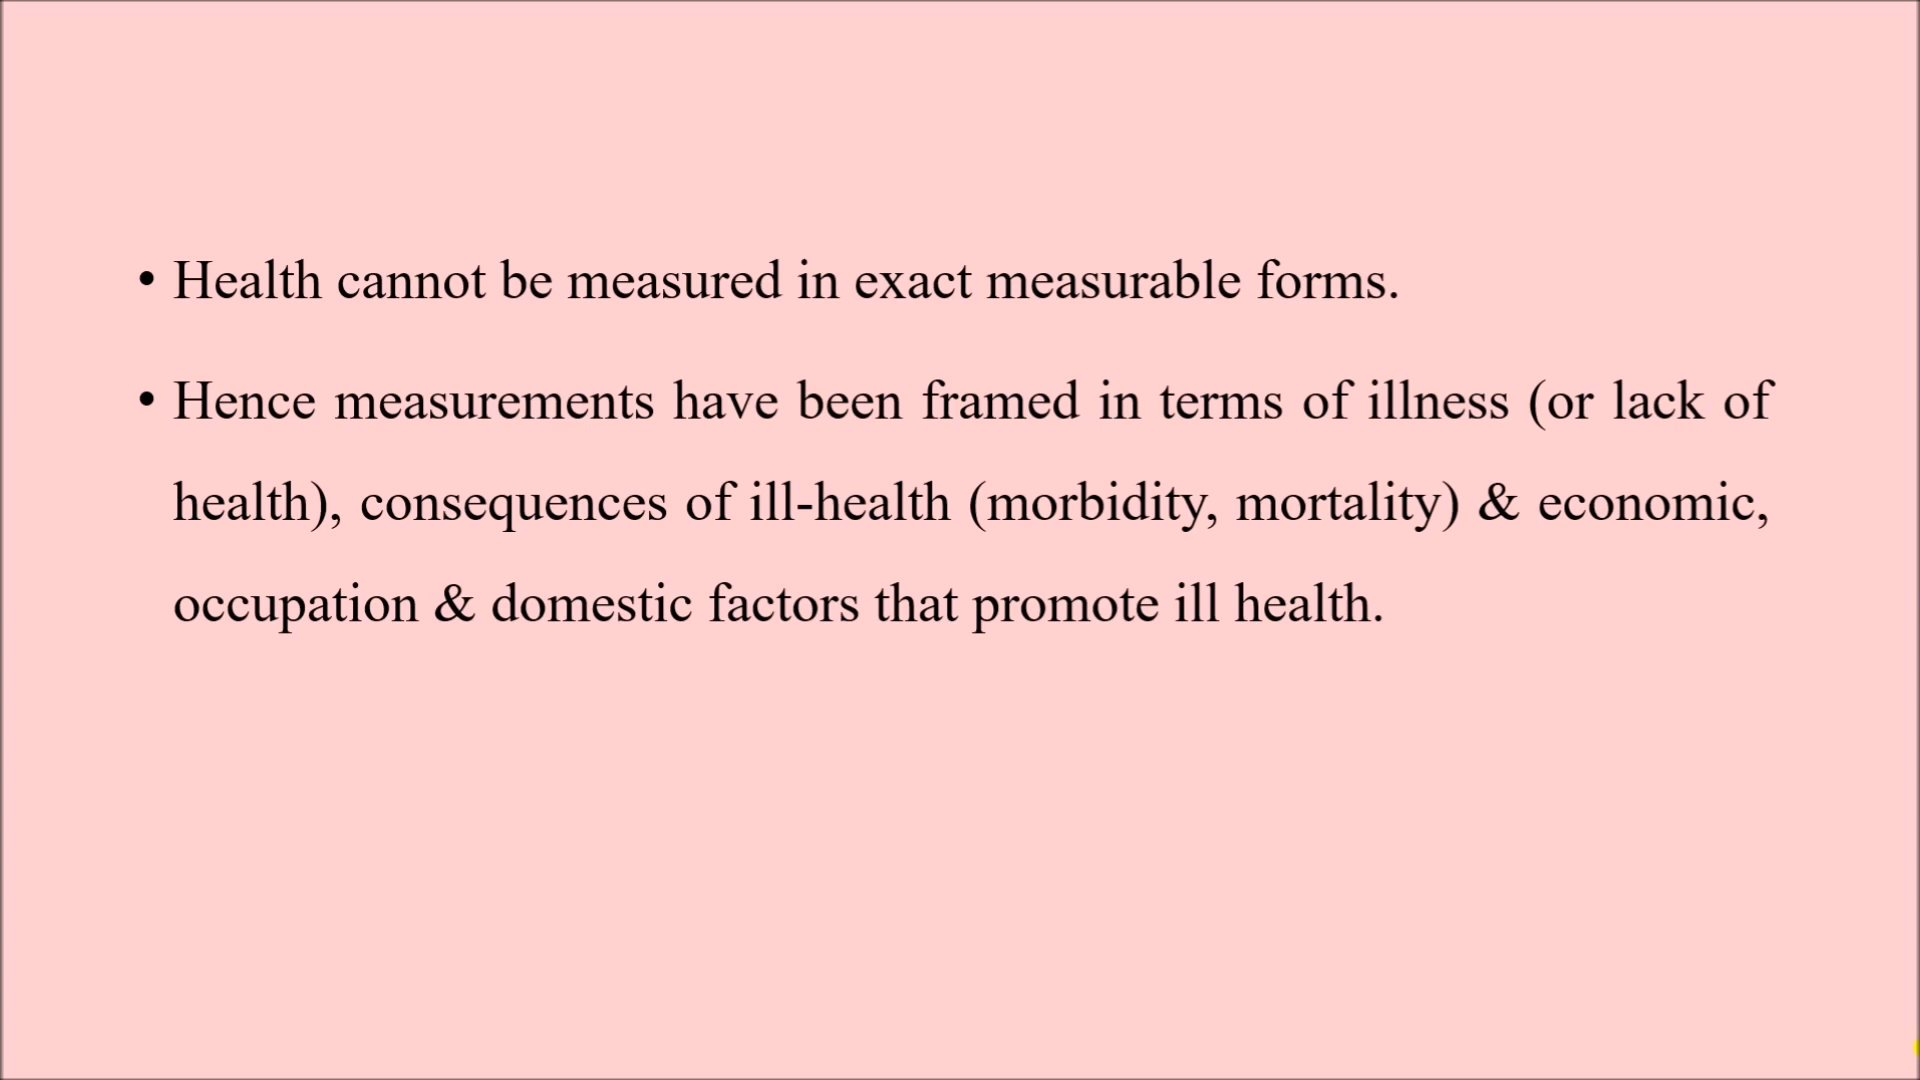 • Health cannot be measured in exact measurable forms.
• Hence measurements have been framed in terms of illness (or lack of
health), consequences of ill-health (morbidity, mortality) & economic,
occupation & domestic factors that promote ill health.